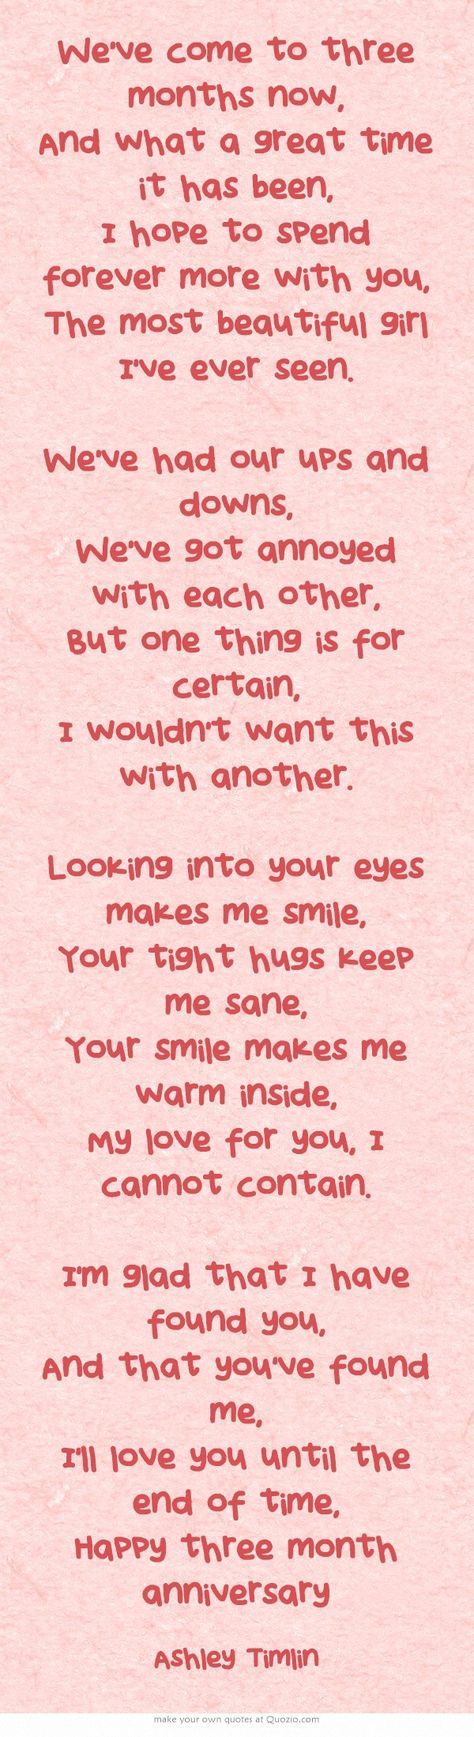 We've come to three
months now,
And what a great time
it has been,
I hope to spend
forever more with you,
The most beautiful girl
I've ever seen.

We've had our ups and
downs,
We've got annoyed
with each other,
But one thing is for
certain,
I wouldn't want this
with another.

Looking into your eyes
makes me smile,
Your tight hugs keep
me sane,
Your smile makes me
warm inside,
My love for you, I
cannot contain.

I'm glad that I have
found you,
And that you've found
me,
I'll love you until the
end of time,
Happy three month
anniversary

Ashley Timlin

make your own quotes at Quozio.com